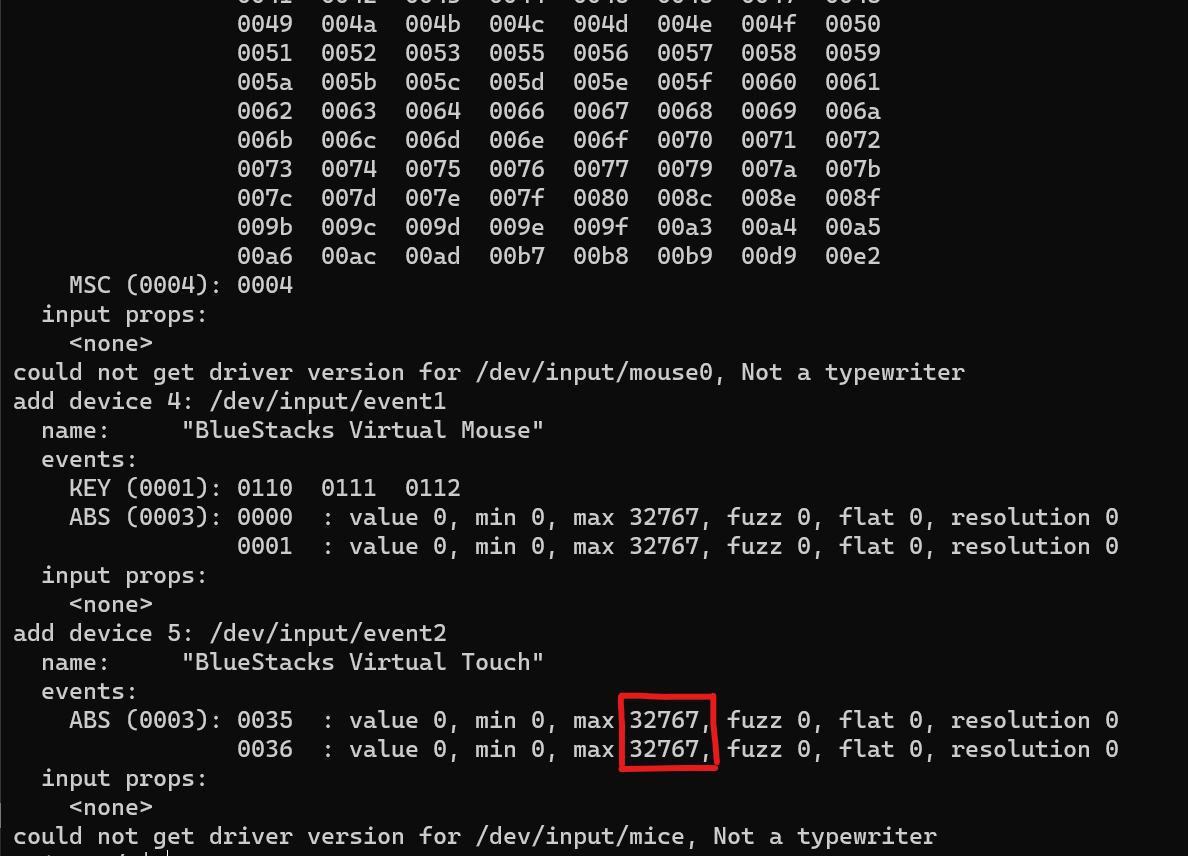 0049  004a  004b  004c  004d  004e  004f  0050
0051  0052  0053  0055  0056  0057  0058  0059
005a  005b  005c  005d  005e  005f  0060  0061
0062  0063  0064  0066  0067  0068  0069  006a
006b  006c  006d  006e  006f  0070  0071  0072
0073  0074  0075  0076  0077  0079  007a  007b
007c  007d  007e  007f  0080  008c  008e  008f
009b  009c  009d  009e  009f  00a3  00a4  00a5
00a6  00ac  00ad  00b7  00b8  00b9  00d9  00e2
MSC (0004): 0004
input props:
<none>
could not get driver version for /dev/input/mouse0, Not a typewriter
add device 4: /dev/input/event1
name:     "BlueStacks Virtual Mouse"
events:
KEY (0001): 0110  0111  0112
ABS (0003): 0000  : value 0, min 0, max 32767, fuzz 0, flat 0, resolution 0
0001  : value 0, min 0, max 32767, fuzz 0, flat 0, resolution 0
input props:
<none>
add device 5: /dev/input/event2
name:     "BlueStacks Virtual Touch"
events:
ABS (0003): 0035  : value 0, min 0, max 32767, fuzz 0, flat 0, resolution 0
0036  : value 0, min 0, max 32767, fuzz 0, flat 0, resolution 0
input props:
<none>
could not get driver version for /dev/input/mice, Not a typewriter